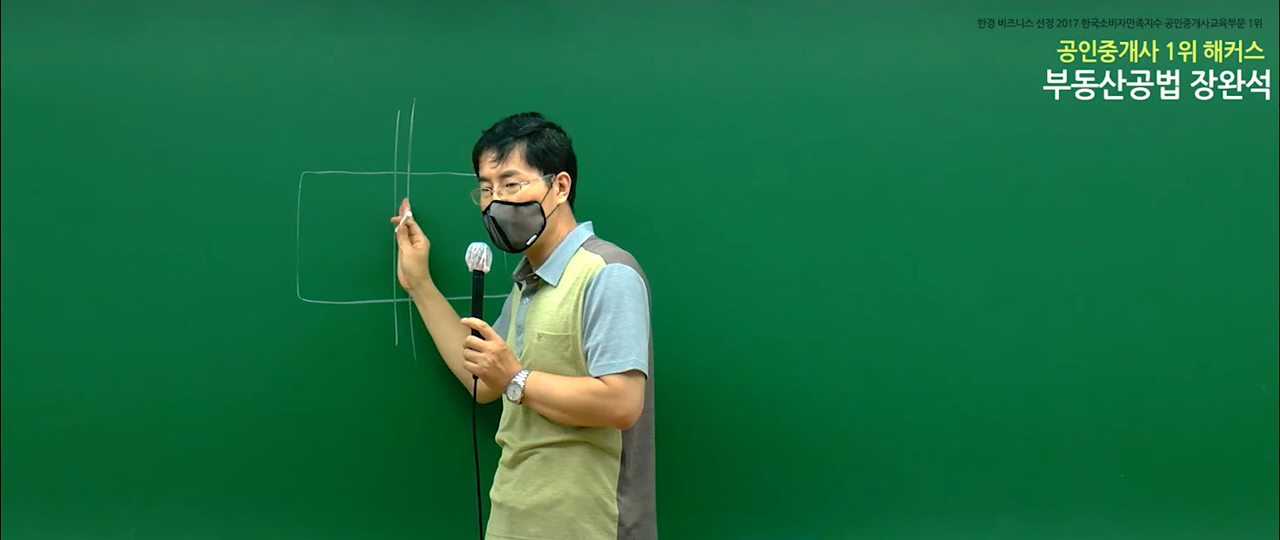 한경 비즈니스 선정 2017 한국소비자만족지수 공인중개사교육부문 1위
공인중개사 1위 해커스
부동산공법 장완석